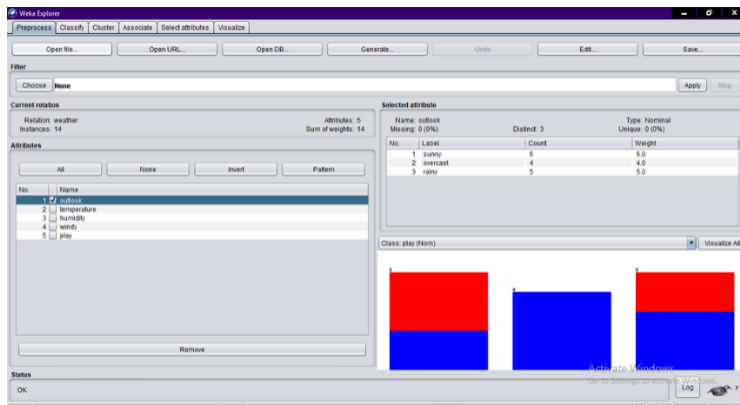 Weka Explorer
Preprocess Classify Cluster Associate Select attributes Visualize
Open file... Open URL... Open DB... Generate... Undo Edit... Save...
Filter
Choose None Apply Stop
Current relation
Relation: weather Attributes: 5
Instances: 14 Sum of weights: 14
Attributes
All None Invert Pattern
No. Name
1 outlook
2 temperature
3 humidity
4 windy
5 play
Remove
Selected attribute
Name: outlook Type: Nominal
Missing: 0 (0%) Distinct: 3 Unique: 0 (0%)
No. Label Count Weight
1 sunny 5 5.0
2 overcast 4 4.0
3 rainy 5 5.0
Class: play (Nom) Visualize All
5 4 5
Activate Windows
Go to Settings to activate Windows.
Status
OK Log x